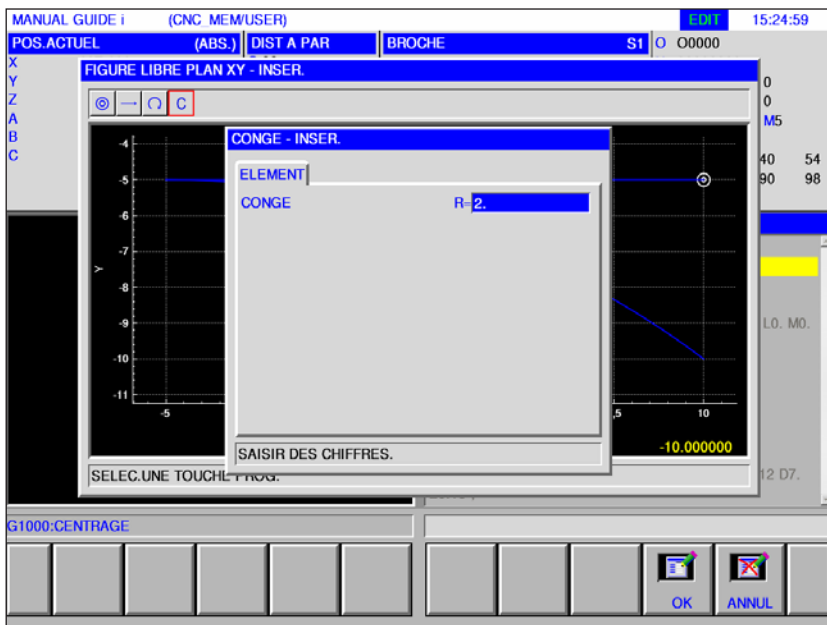 MANUAL GUIDE i (CNC_MEM/USER) EDIT 15:24:59
POS.ACTUEL (ABS.) DIST A PAR BROCHE S1 O O0000
X
Y
Z
A
B
C
0
0
M5
40 54
90 98
FIGURE LIBRE PLAN XY - INSER.
C
-4
-5
-6
-7
-8
-9
-10
-11
Y
-5
,5
10
-10.000000
CONGE - INSER.
ELEMENT
CONGE R=2.
SAISIR DES CHIFFRES.
L0. M0.
12 D7.
SELEC.UNE TOUCHE PROG.
G1000:CENTRAGE
OK ANNUL